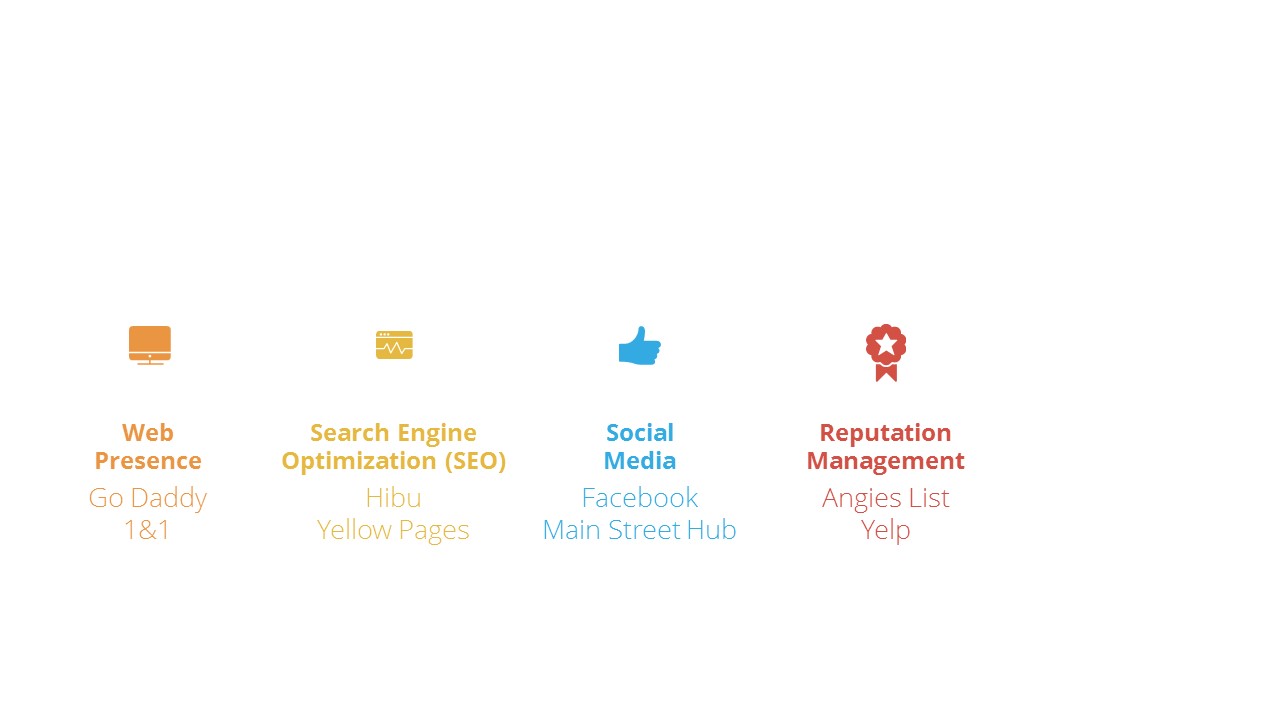 Web
Presence
Go Daddy
1&1
Search Engine
Optimization (SEO)
Hibu
Yellow Pages
Social
Media
Facebook
Main Street Hub
Reputation
Management
Angies List
Yelp